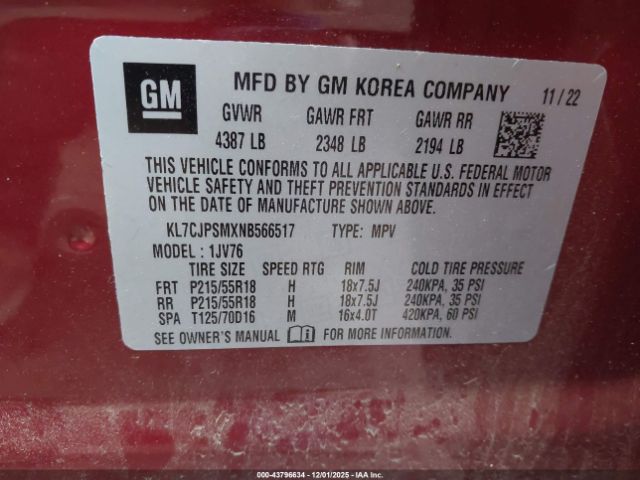 GM
MFD BY GM KOREA COMPANY 11 / 22
GVWR GAWR FRT GAWR RR
4387 LB 2348 LB 2194 LB
THIS VEHICLE CONFORMS TO ALL APPLICABLE U.S. FEDERAL MOTOR
VEHICLE SAFETY AND THEFT PREVENTION STANDARDS IN EFFECT
ON THE DATE OF MANUFACTURE SHOWN ABOVE.
KL7CJPSMXNB566517 TYPE: MPV
MODEL : 1JV76
TIRE SIZE SPEED RTG RIM COLD TIRE PRESSURE
FRT P215/55R18 H 18x7.5J 240KPA, 35 PSI
RR P215/55R18 H 18x7.5J 240KPA, 35 PSI
SPA T125/70D16 M 16x4.0T 420KPA, 60 PSI
SEE OWNER'S MANUAL FOR MORE INFORMATION
000-43796634 - 12/01/2025 - IAA Inc.